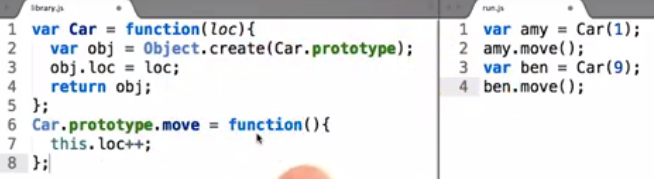 library.js
1 var Car = function(loc){
2   var obj = Object.create(Car.prototype);
3   obj.loc = loc;
4   return obj;
5 };
6 Car.prototype.move = function(){
7   this.loc++;
8 };
run.js
1 var amy = Car(1);
2 amy.move();
3 var ben = Car(9);
4 ben.move();